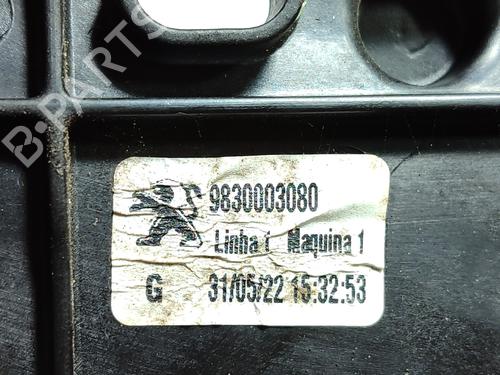 B-PARTS
9830003080
Linha 1 Maquina 1
G 31/05/22 15:32:53